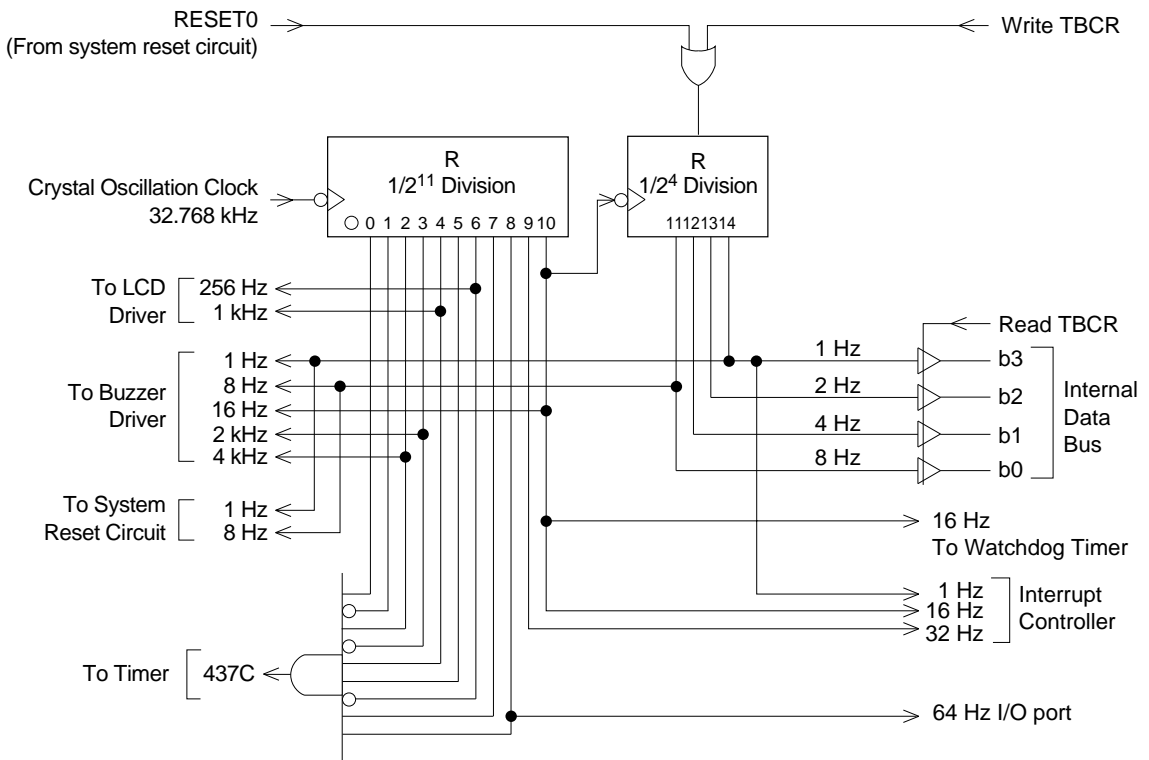 RESET0
(From system reset circuit)
Write TBCR
R
1/2¹¹ Division
0 1 2 3 4 5 6 7 8 9 10
R
1/2⁴ Division
11121314
Crystal Oscillation Clock
32.768 kHz
To LCD
Driver
256 Hz
1 kHz
Read TBCR
To Buzzer
Driver
1 Hz
8 Hz
16 Hz
2 kHz
4 kHz
1 Hz
2 Hz
4 Hz
8 Hz
b3
b2
b1
b0
Internal
Data
Bus
To System
Reset Circuit
1 Hz
8 Hz
16 Hz
To Watchdog Timer
1 Hz
16 Hz
32 Hz
Interrupt
Controller
To Timer
437C
64 Hz I/O port